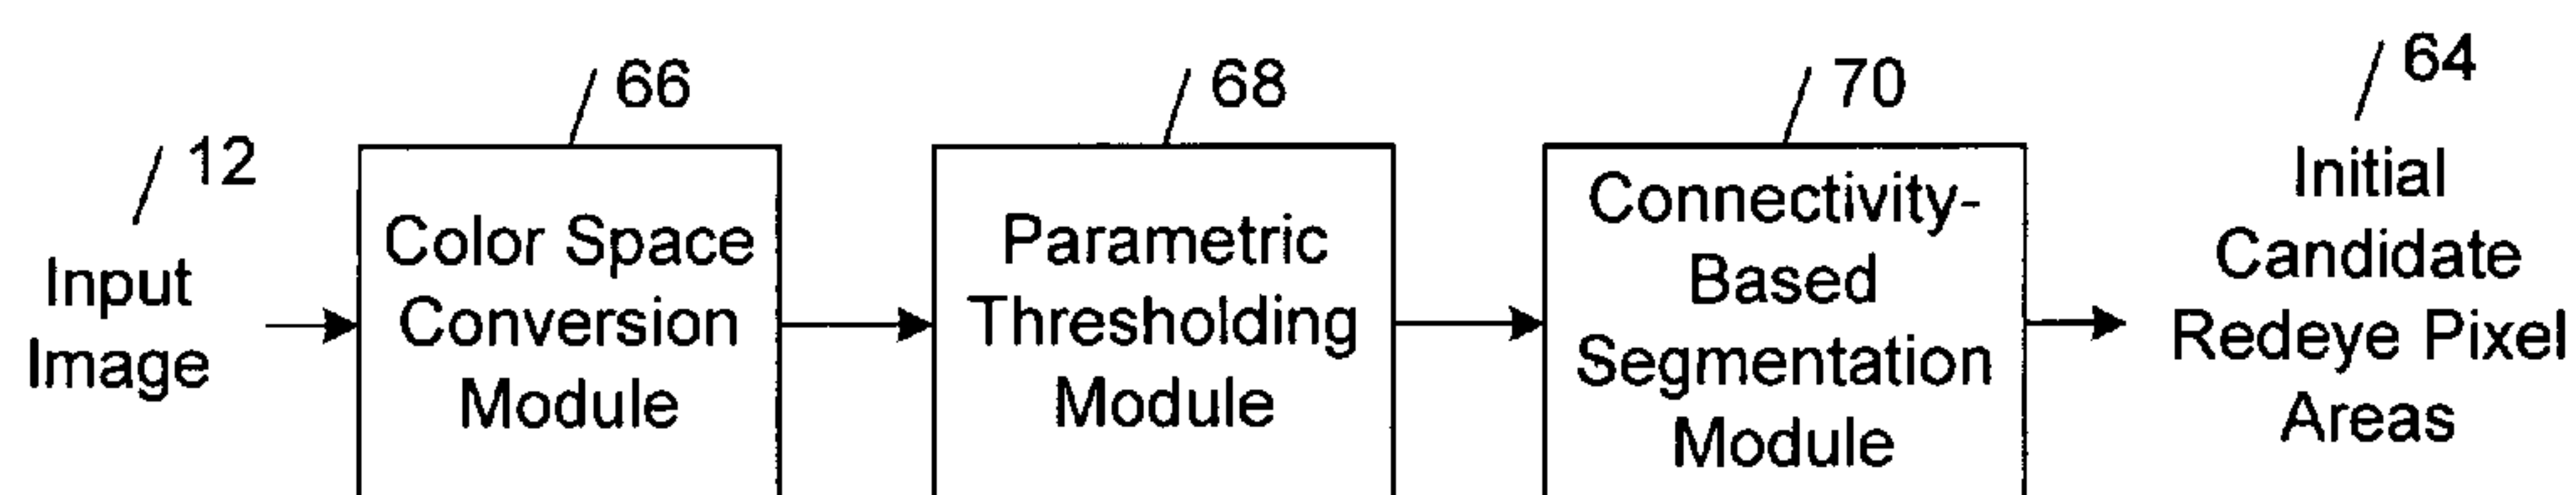 12
Input
Image
66
Color Space
Conversion
Module
68
Parametric
Thresholding
Module
70
Connectivity-
Based
Segmentation
Module
64
Initial
Candidate
Redeye Pixel
Areas